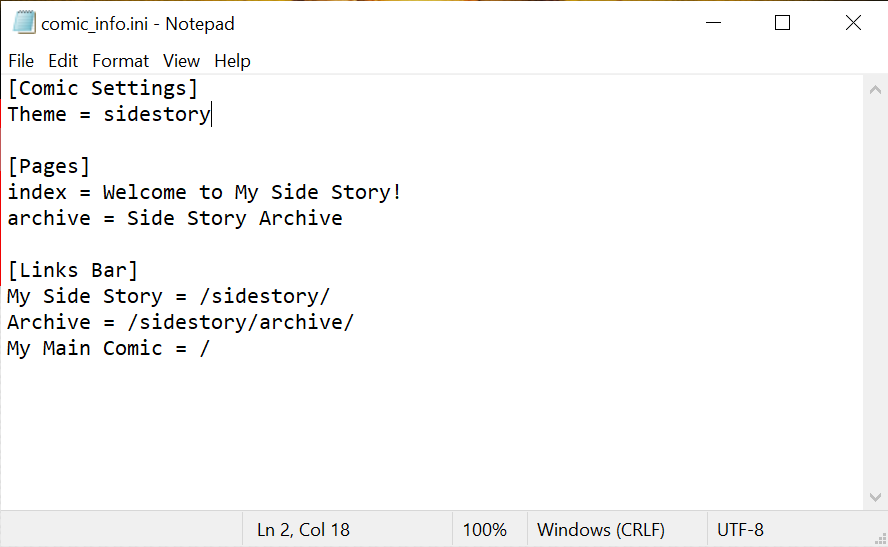 comic_info.ini - Notepad
File Edit Format View Help
[Comic Settings]
Theme = sidestory
[Pages]
index = Welcome to My Side Story!
archive = Side Story Archive
[Links Bar]
My Side Story = /sidestory/
Archive = /sidestory/archive/
My Main Comic = /
Ln 2, Col 18 100% Windows (CRLF) UTF-8